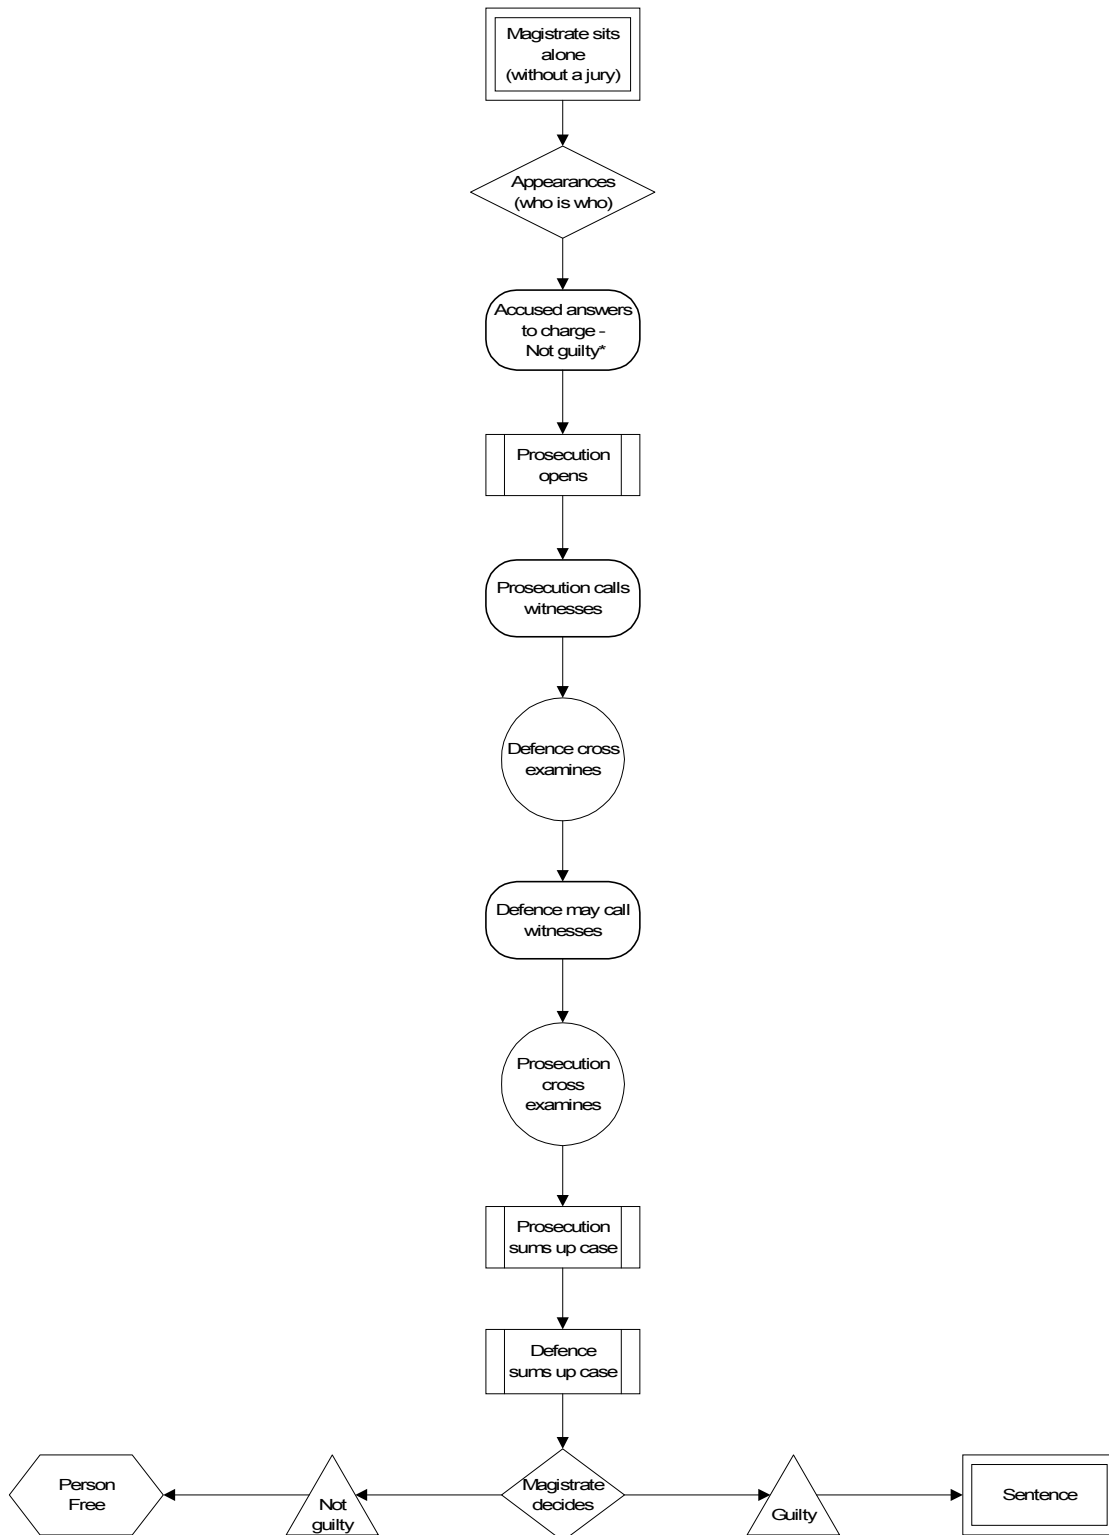 Magistrate sits
alone
(without a jury)
Appearances
(who is who)
Accused answers
to charge -
Not guilty*
Prosecution
opens
Prosecution calls
witnesses
Defence cross
examines
Defence may call
witnesses
Prosecution
cross
examines
Prosecution
sums up case
Defence
sums up case
Person
Free
Not
guilty
Magistrate
decides
Guilty
Sentence